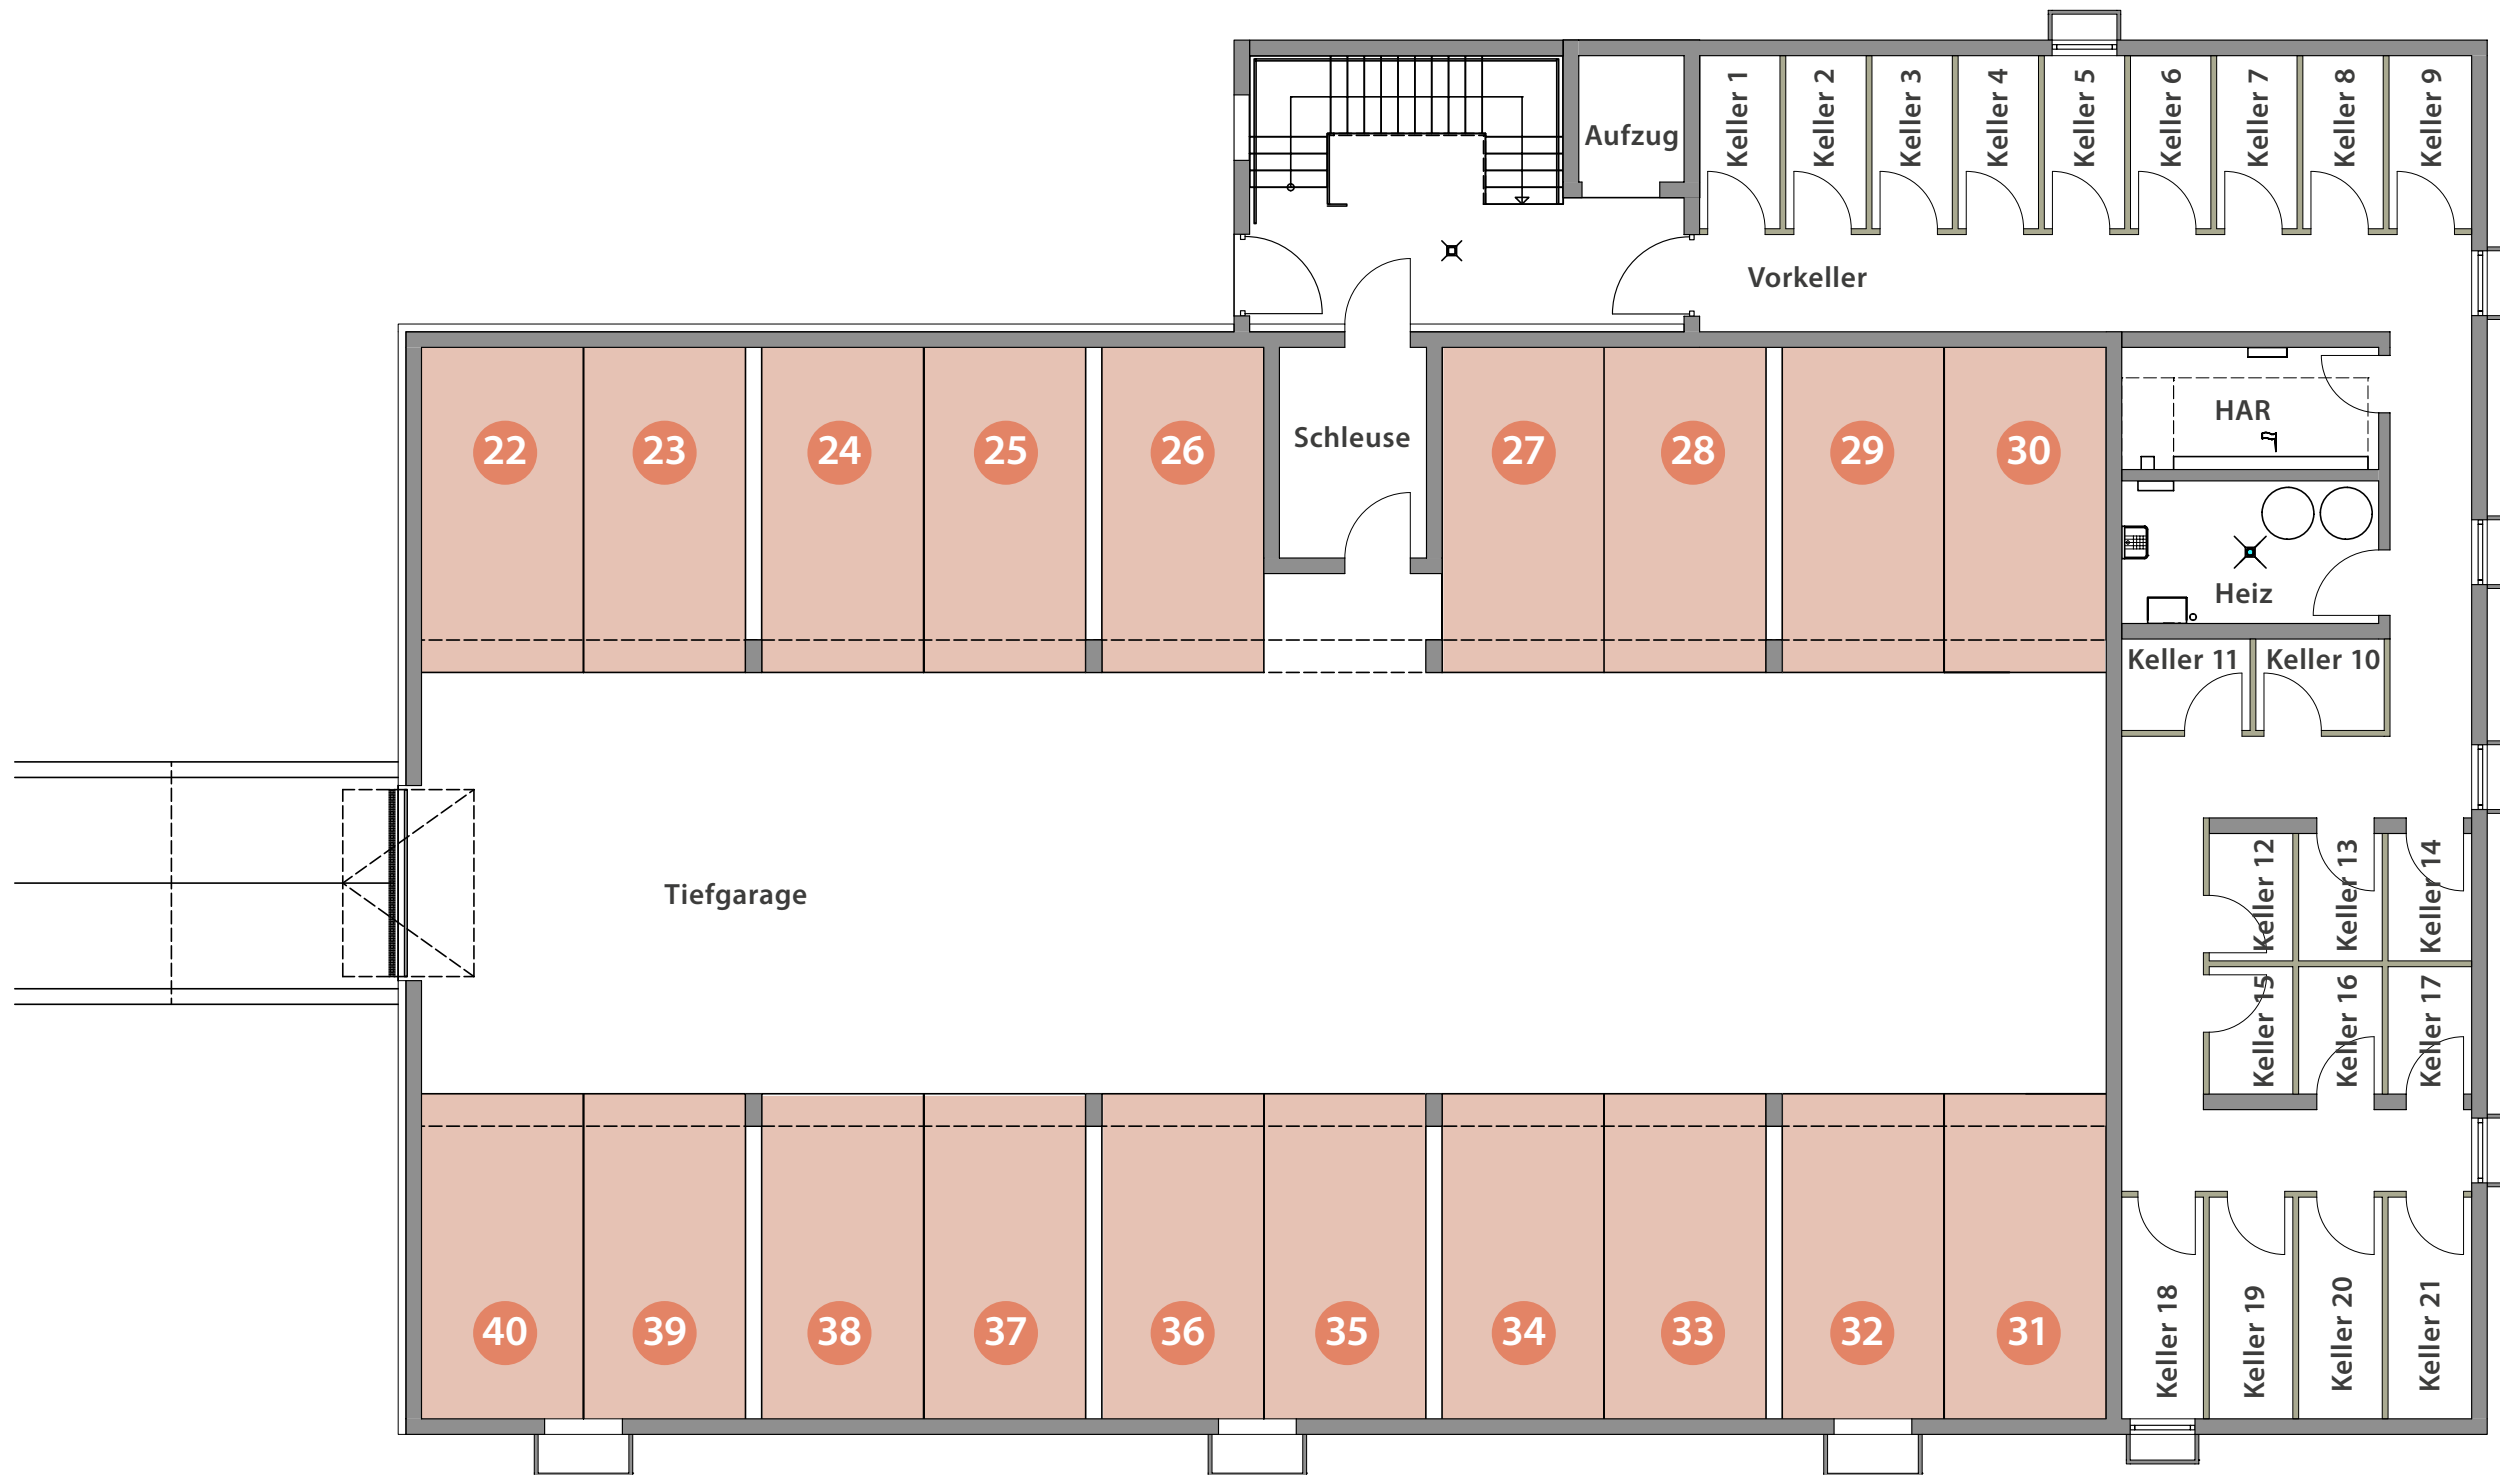 Keller 1
Keller 2
Keller 3
Keller 4
Keller 5
Keller 6
Keller 7
Keller 8
Keller 9
Aufzug
Vorkeller
22
23
24
25
26
Schleuse
27
28
29
30
HAR
Heiz
Keller 11
Keller 10
Tiefgarage
Keller 12
Keller 13
Keller 14
Keller 15
Keller 16
Keller 17
40
39
38
37
36
35
34
33
32
31
Keller 18
Keller 19
Keller 20
Keller 21